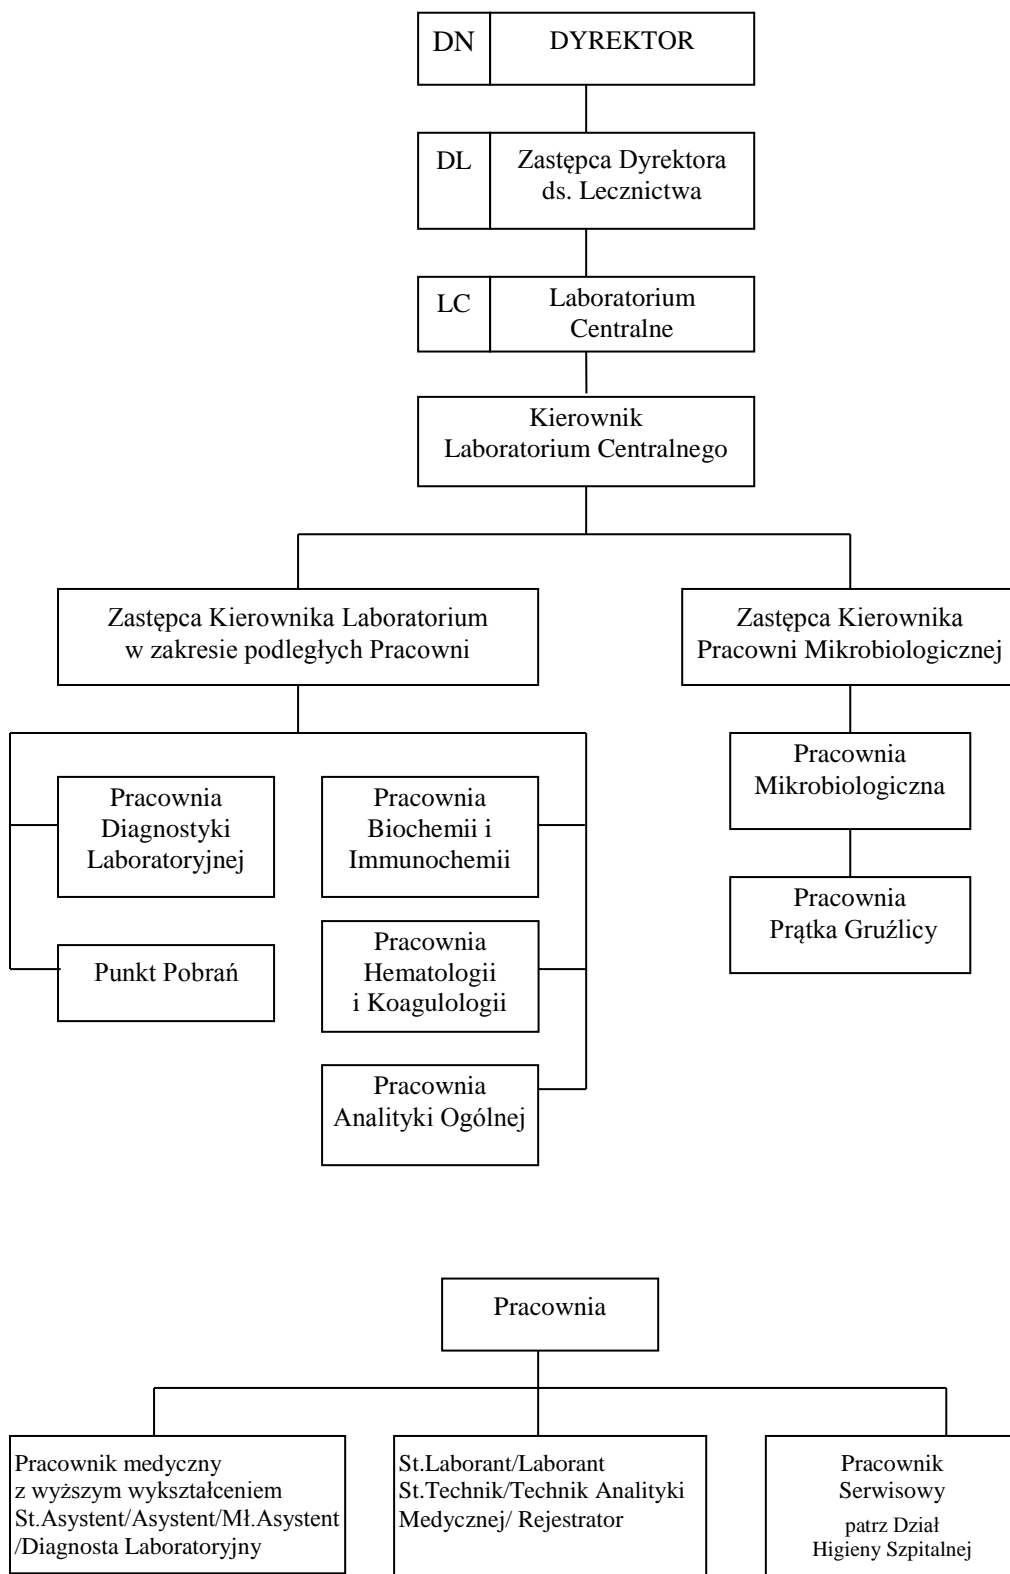 DN
DYREKTOR
DL
Zastępca Dyrektora
ds. Lecznictwa
LC
Laboratorium
Centralne
Kierownik
Laboratorium Centralnego
Zastępca Kierownika Laboratorium
w zakresie podległych Pracowni
Zastępca Kierownika
Pracowni Mikrobiologicznej
Pracownia
Diagnostyki
Laboratoryjnej
Pracownia
Biochemii i
Immunochemii
Pracownia
Mikrobiologiczna
Punkt Pobrań
Pracownia
Hematologii
i Koagulologii
Pracownia
Prątka Gruźlicy
Pracownia
Analityki Ogólnej
Pracownia
Pracownik medyczny
z wyższym wykształceniem
St.Asystent/Asystent/Mł.Asystent
/Diagnosta Laboratoryjny
St.Laborant/Laborant
St.Technik/Technik Analityki
Medycznej/ Rejestrator
Pracownik
Serwisowy
patrz Dział
Higieny Szpitalnej